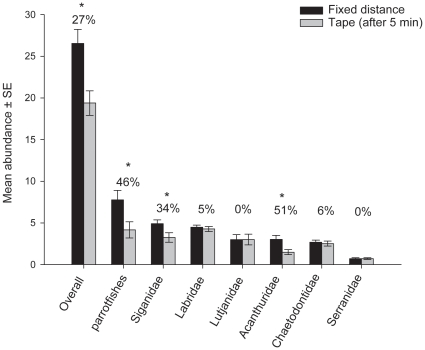 Fixed distance
Tape (after 5 min)
Mean abundance ± SE
30
25
20
15
10
5
0
*
27%
*
46%
*
34%
5%
0%
*
51%
6%
0%
Overall
parrotfishes
Siganidae
Labridae
Lutjanidae
Acanthuridae
Chaetodontidae
Serranidae